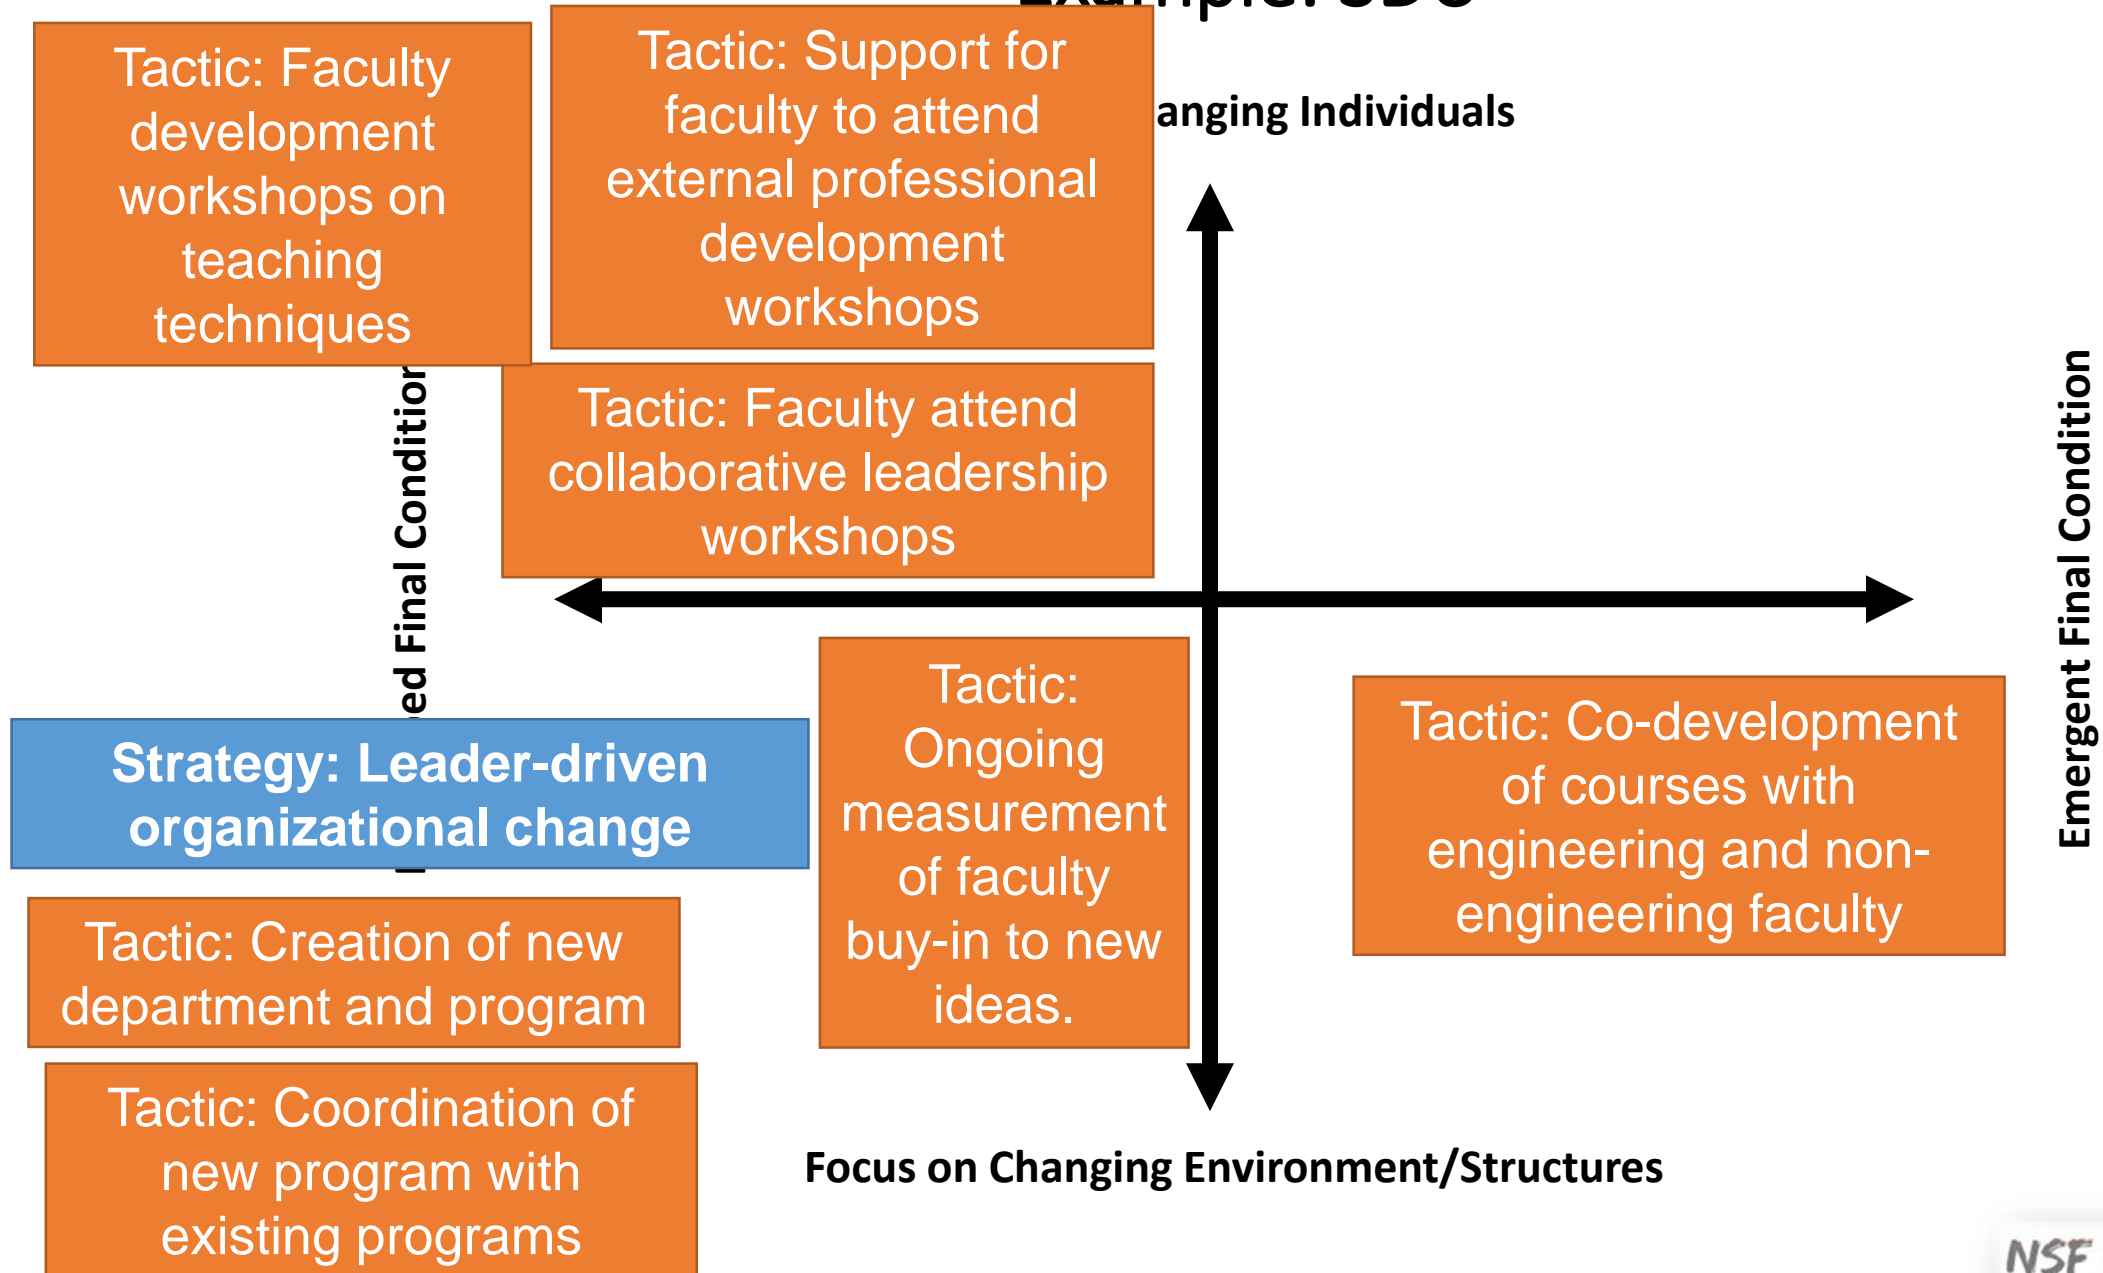 Tactic: Faculty
development
workshops on
teaching
techniques
Tactic: Support for
faculty to attend
external professional
development
workshops
anging Individuals
Tactic: Faculty attend
collaborative leadership
workshops
Final Condition
Emergent Final Condition
Strategy: Leader-driven
organizational change
Tactic:
Ongoing
measurement
of faculty
buy-in to new
ideas.
Tactic: Co-development
of courses with
engineering and non-
engineering faculty
Tactic: Creation of new
department and program
Tactic: Coordination of
new program with
existing programs
Focus on Changing Environment/Structures
NSF